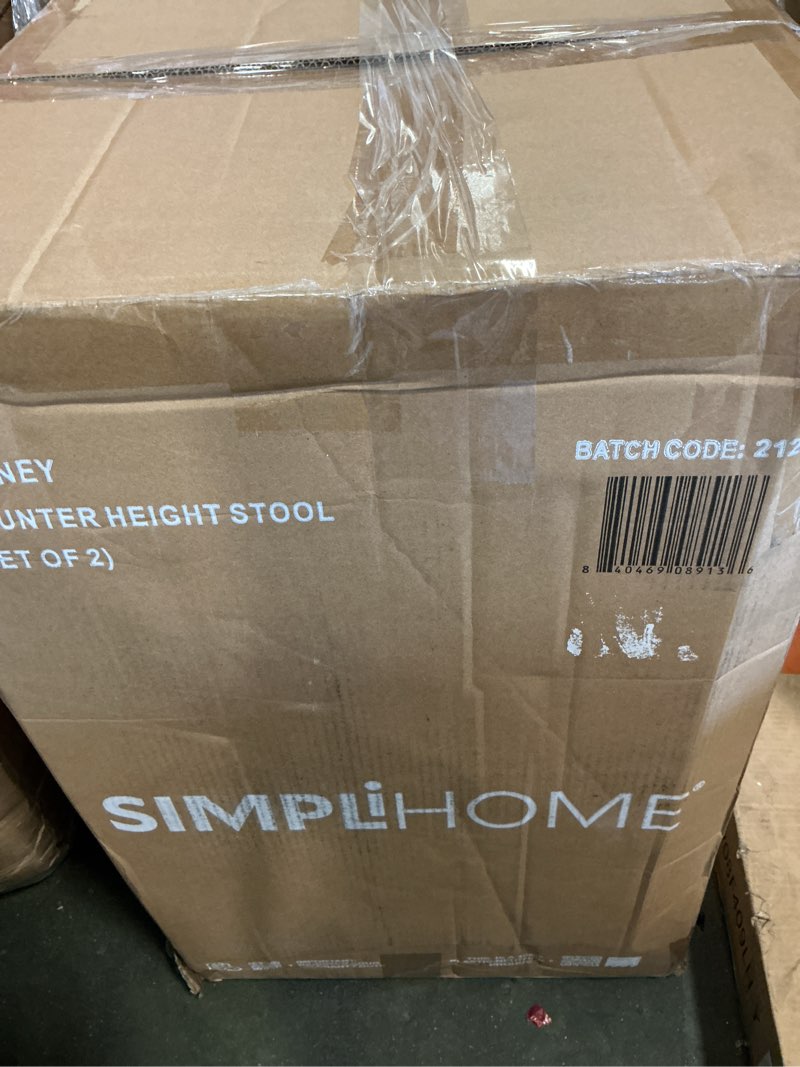 NEY
UNTER HEIGHT STOOL
ET OF 2)
BATCH CODE: 212
8 40469 08913 6
SIMPLiHOME®